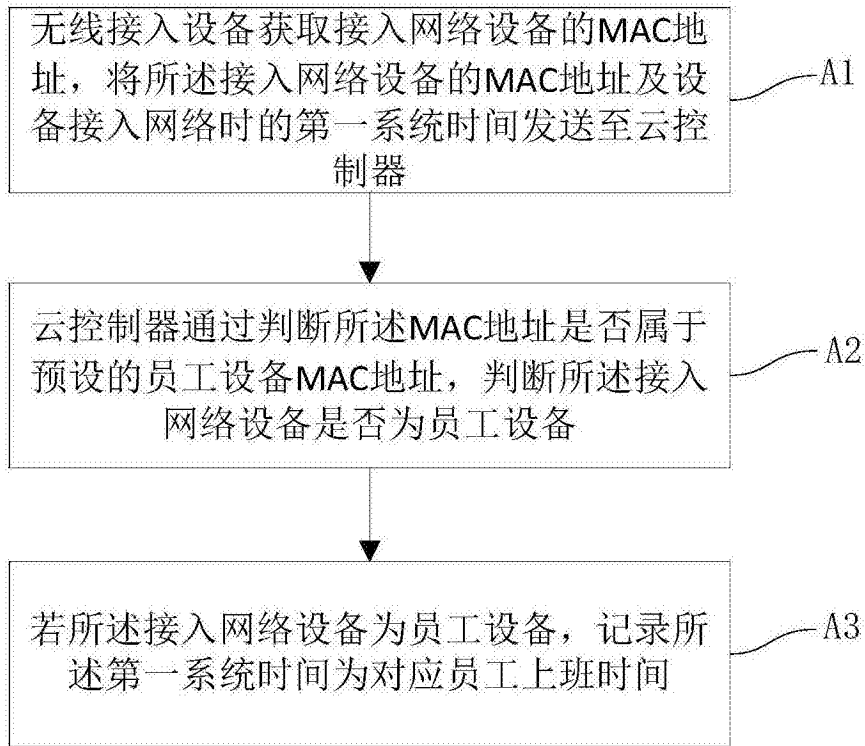 无线接入设备获取接入网络设备的MAC地
址，将所述接入网络设备的MAC地址及设
备接入网络时的第一系统时间发送至云控
制器
A1
云控制器通过判断所述MAC地址是否属于
预设的员工设备MAC地址，判断所述接入
网络设备是否为员工设备
A2
若所述接入网络设备为员工设备，记录所
述第一系统时间为对应员工上班时间
A3